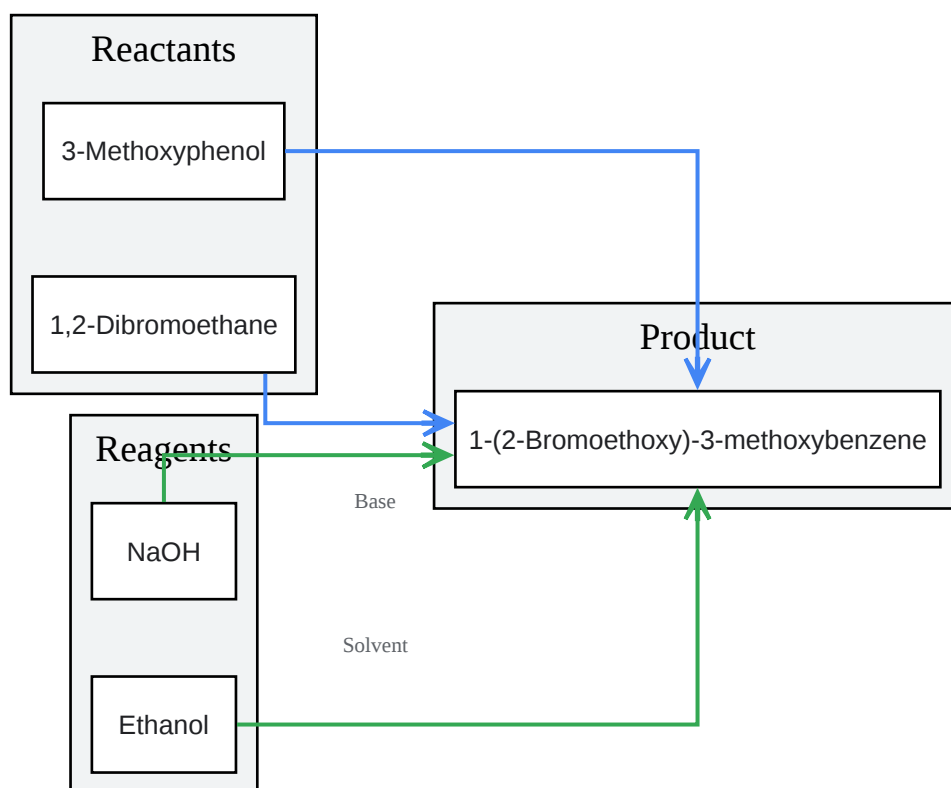 Reactants
3-Methoxyphenol
1,2-Dibromoethane
Product
1-(2-Bromoethoxy)-3-methoxybenzene
Reagents
Base
NaOH
Solvent
Ethanol